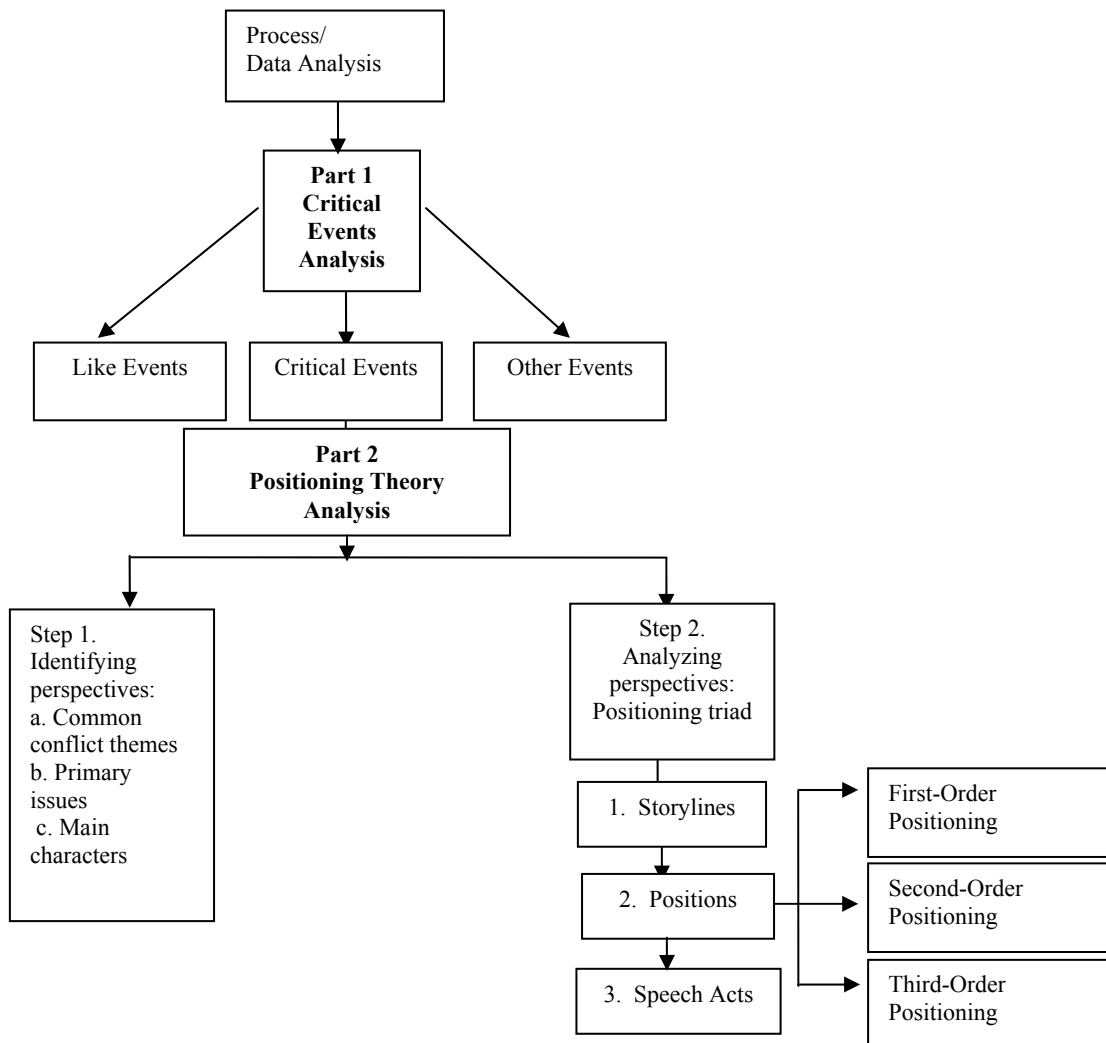 Process/
Data Analysis
Part 1
Critical
Events
Analysis
Like Events
Critical Events
Other Events
Part 2
Positioning Theory
Analysis
Step 1.
Identifying
perspectives:
a. Common
conflict themes
b. Primary
issues
c. Main
characters
Step 2.
Analyzing
perspectives:
Positioning triad
1. Storylines
2. Positions
3. Speech Acts
First-Order
Positioning
Second-Order
Positioning
Third-Order
Positioning